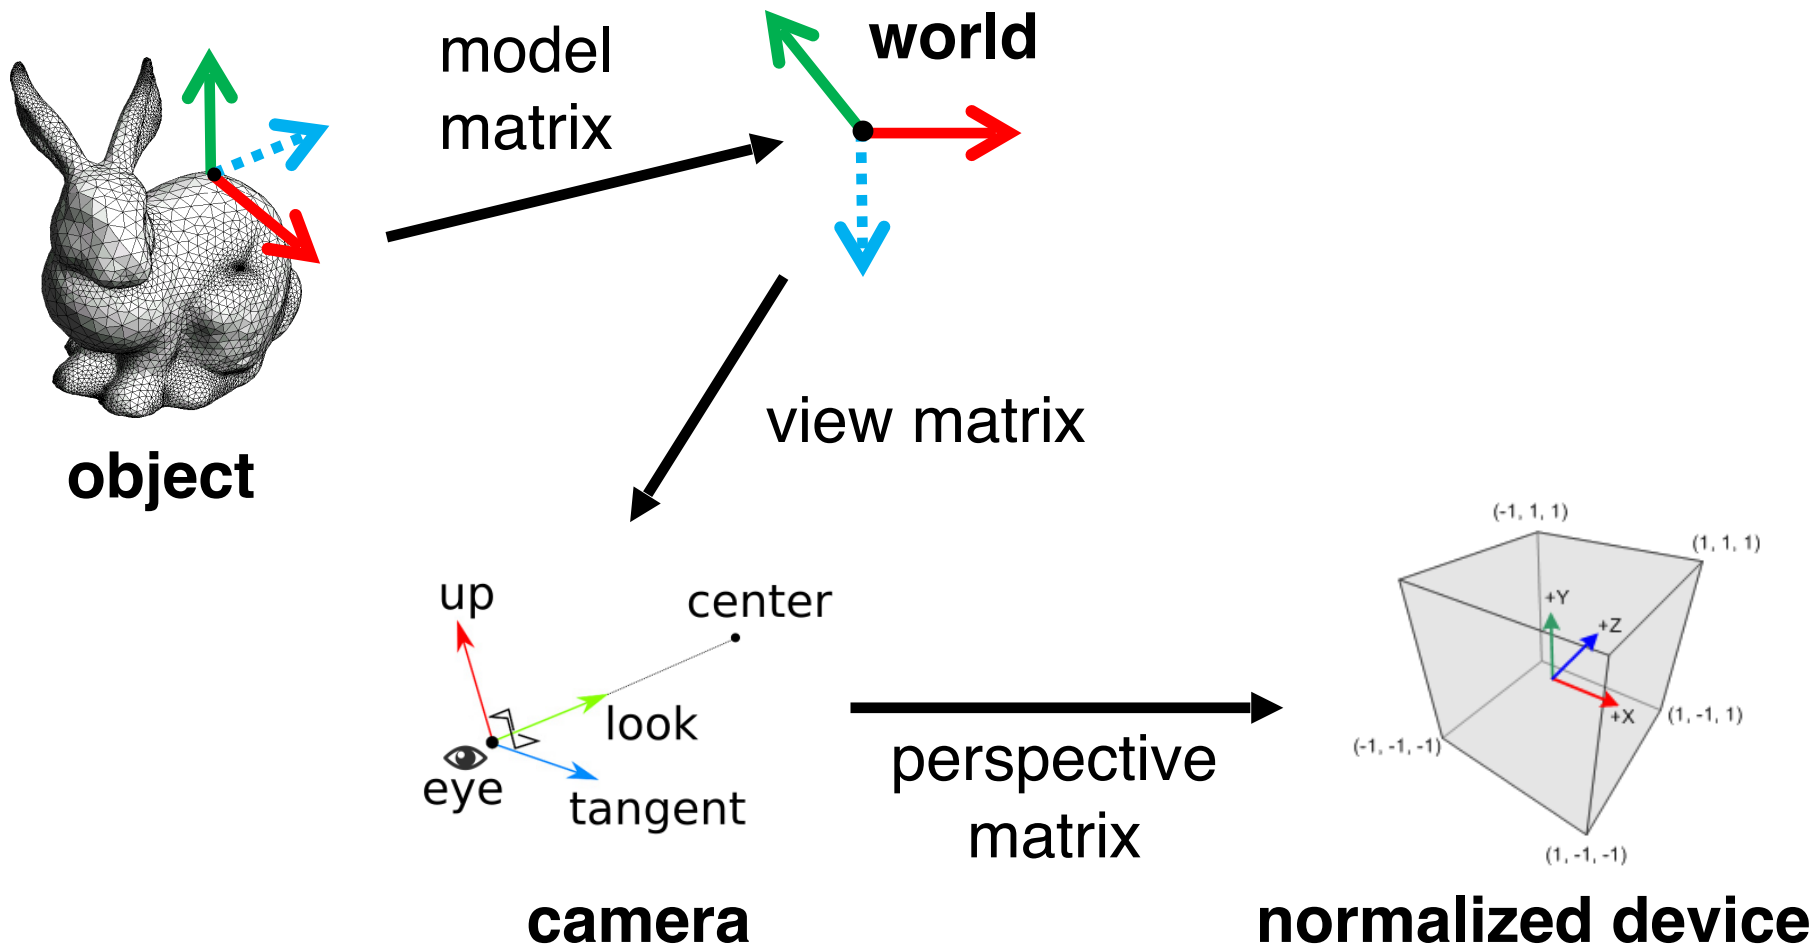 model
matrix
world
object
view matrix
up
center
look
eye
tangent
camera
perspective
matrix
(-1, 1, 1)
(1, 1, 1)
+Y
+Z
+X
(1, -1, 1)
(-1, -1, -1)
(1, -1, -1)
normalized device